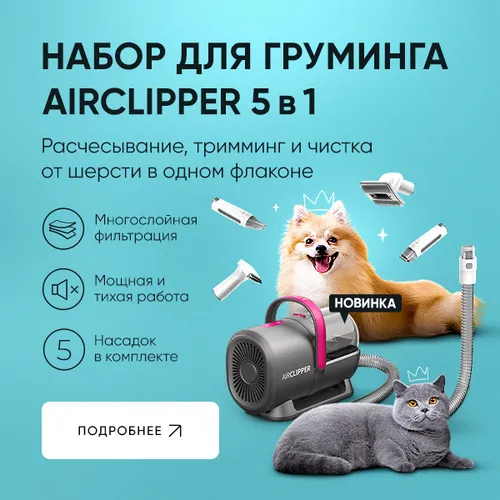 НАБОР ДЛЯ ГРУМИНГА
AIRCLIPPER 5 в 1
Расчесывание, тримминг и чистка
от шерсти в одном флаконе
Многослойная
фильтрация
Мощная и
тихая работа
5
Насадок
в комплекте
НОВИНКА
AIRCLIPPER
ПОДРОБНЕЕ